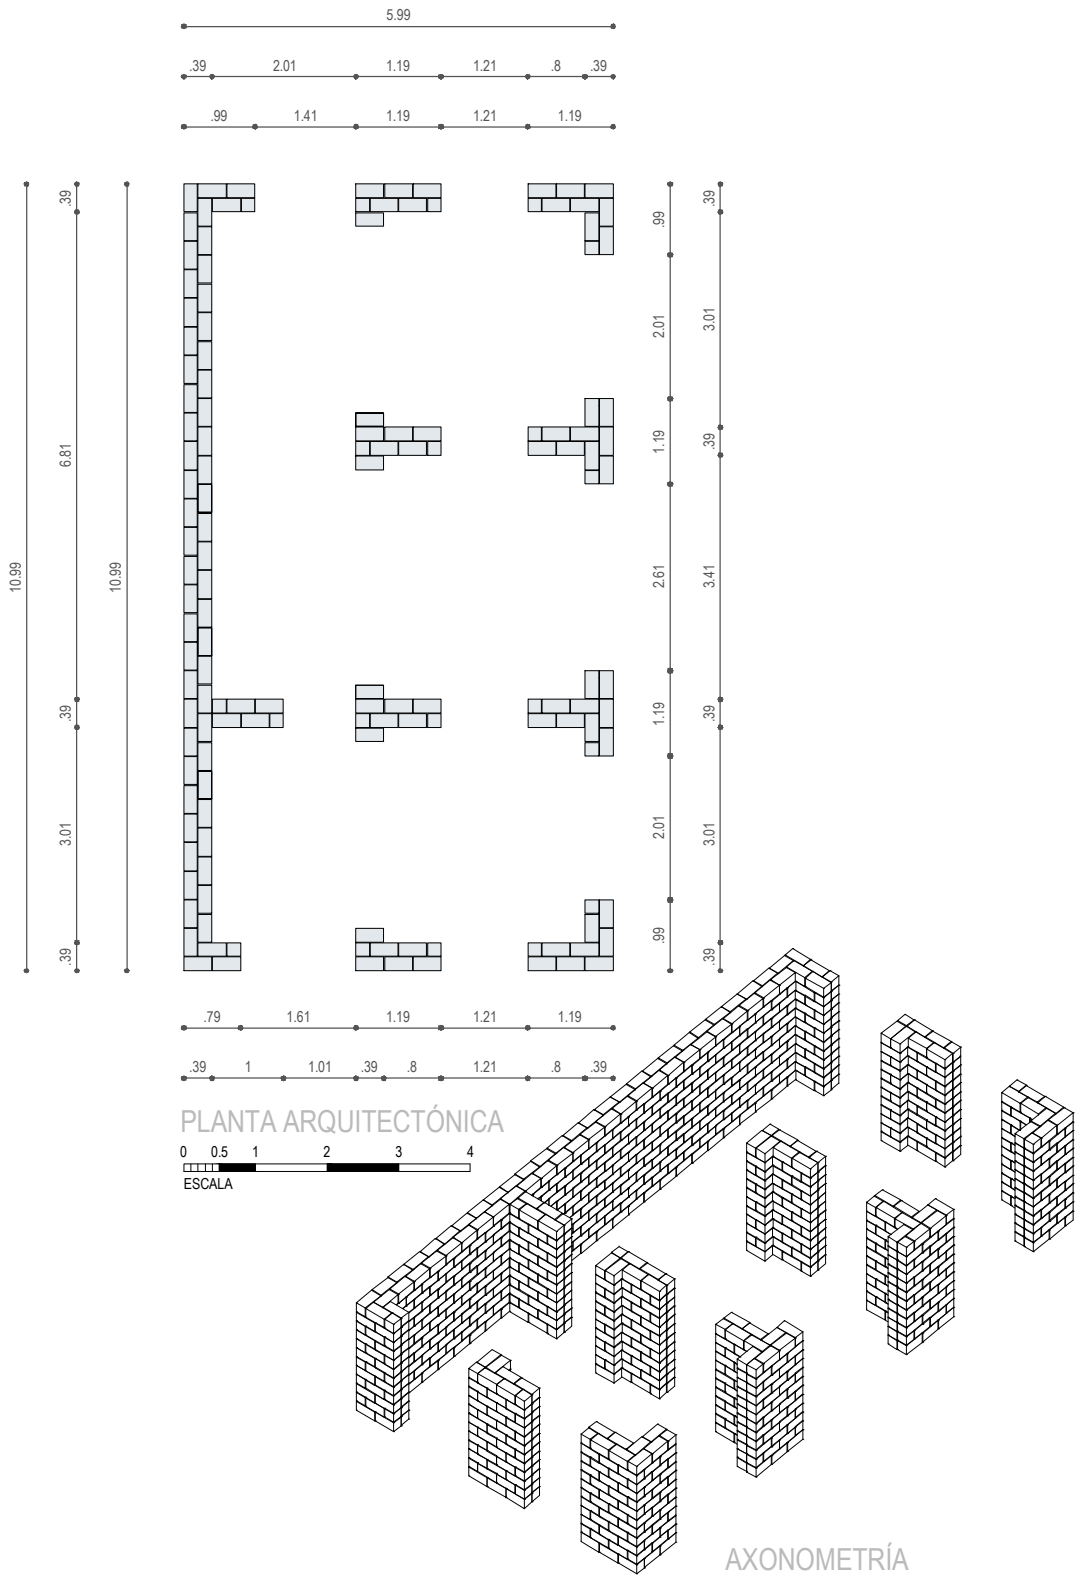 5.99
.39 2.01 1.19 1.21 .8 .39
.99 1.41 1.19 1.21 1.19
10.99
.39
6.81
.39
3.01
.39
10.99
.99
2.01
1.19
2.61
1.19
2.01
.99
.39
3.01
.39
3.41
.39
3.01
.39
.79 1.61 1.19 1.21 1.19
.39 1 1.01 .39 .8 1.21 .8 .39
PLANTA ARQUITECTÓNICA
0 0.5 1 2 3 4
ESCALA
AXONOMETRÍA